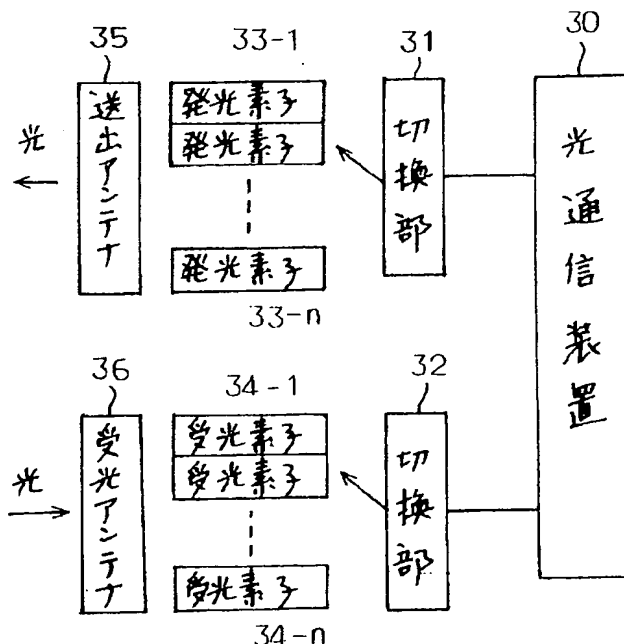 35
33-1
31
30
光
送出アンテナ
発光素子
発光素子
発光素子
33-n
切換部
光通信装置
36
34-1
32
光
受光アンテナ
受光素子
受光素子
受光素子
34-n
切換部